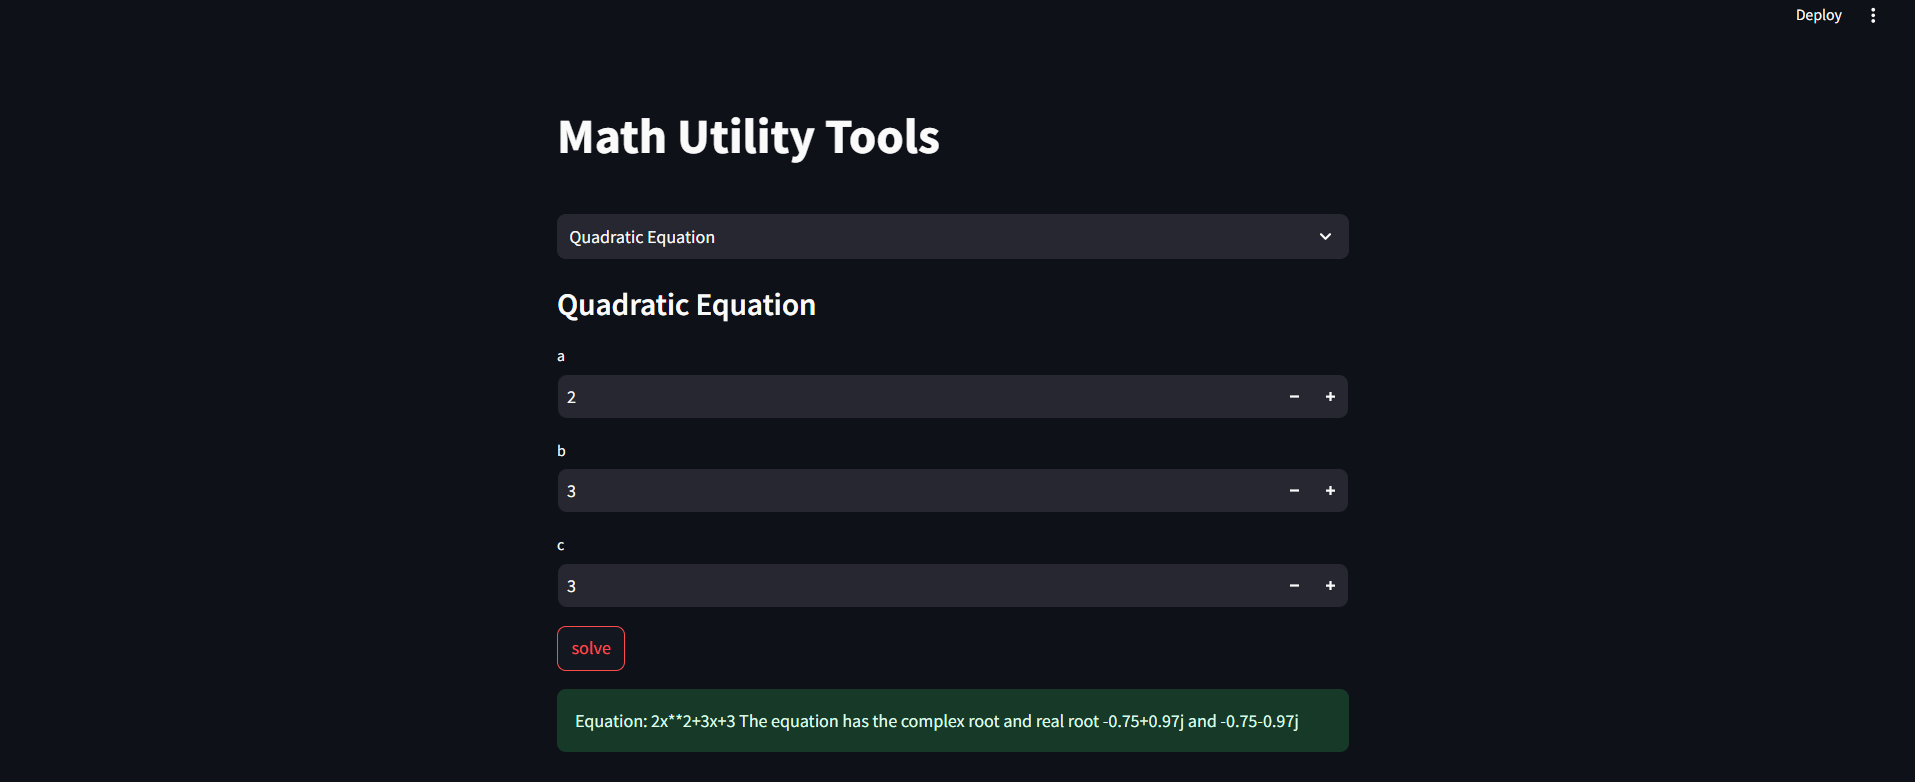 Deploy
Math Utility Tools
Quadratic Equation
Quadratic Equation
a
2
b
3
c
3
solve
Equation: 2x**2+3x+3 The equation has the complex root and real root -0.75+0.97j and -0.75-0.97j